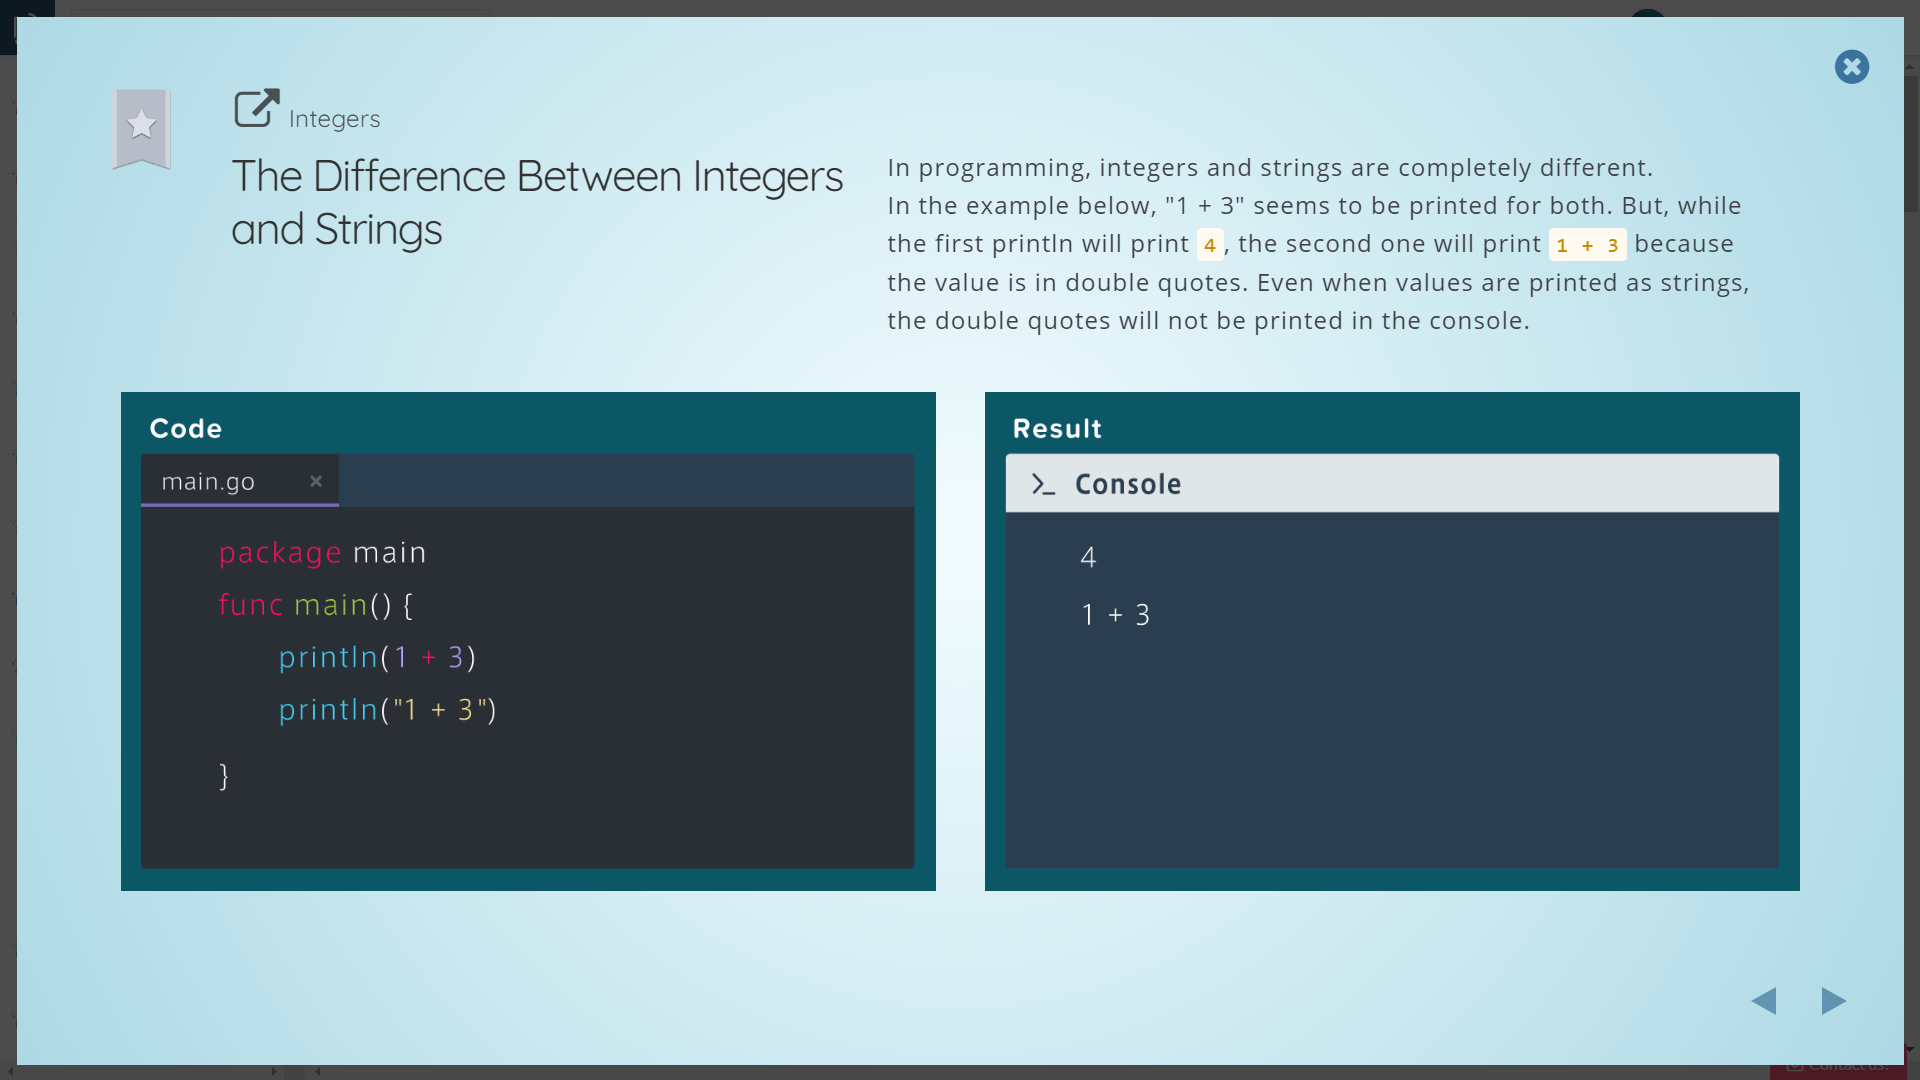 Integers
The Difference Between Integers
and Strings
In programming, integers and strings are completely different.
In the example below, "1 + 3" seems to be printed for both. But, while
the first println will print 4, the second one will print 1 + 3 because
the value is in double quotes. Even when values are printed as strings,
the double quotes will not be printed in the console.
Code
main.go ×
package main
func main() {
println(1 + 3)
println("1 + 3")
}
Result
>_ Console
4
1 + 3
Contact us!